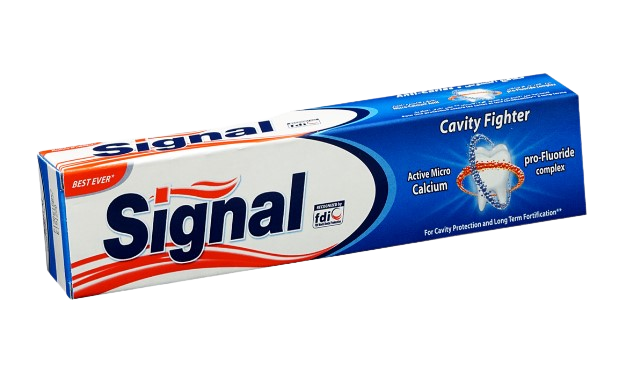 Signal
fdi
BEST EVER*
Signal
RECOGNISED by
fdi
Cavity Fighter
Active Micro
Calcium
pro-Fluoride
complex
For Cavity Protection and Long Term Fortification**